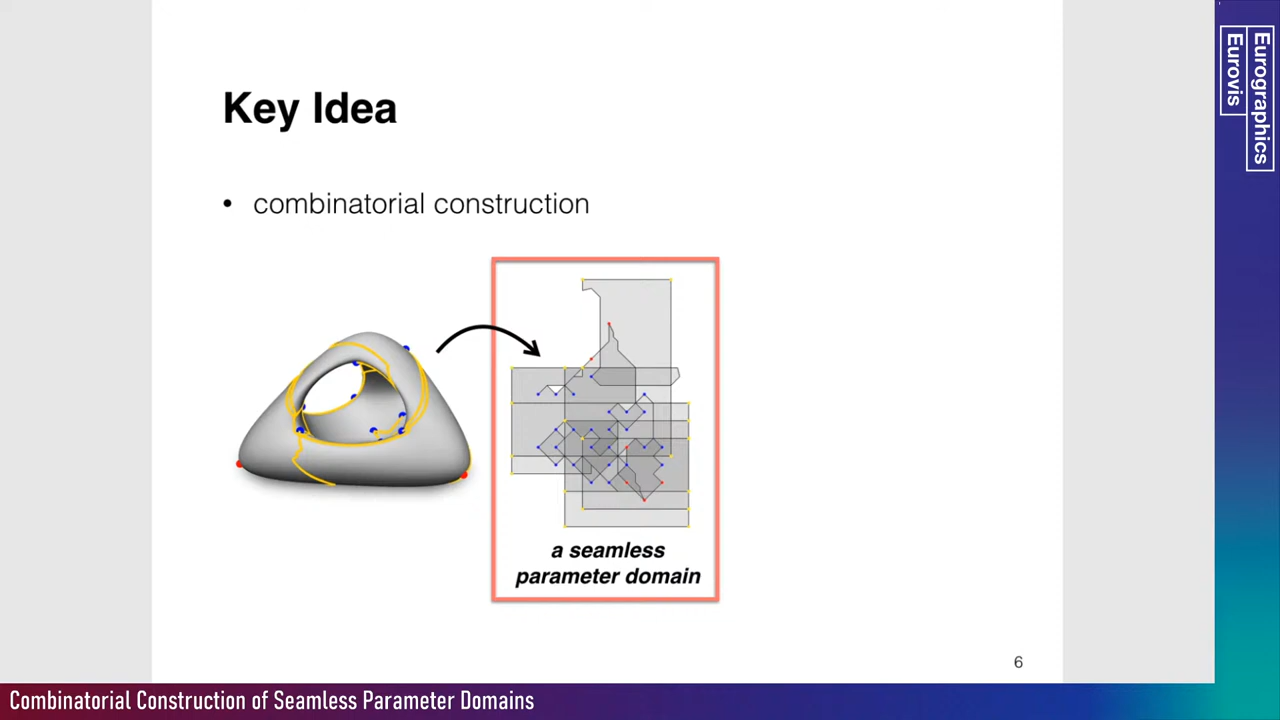 Key Idea
• combinatorial construction
a seamless
parameter domain
6
Combinatorial Construction of Seamless Parameter Domains
Eurographics
Eurovis